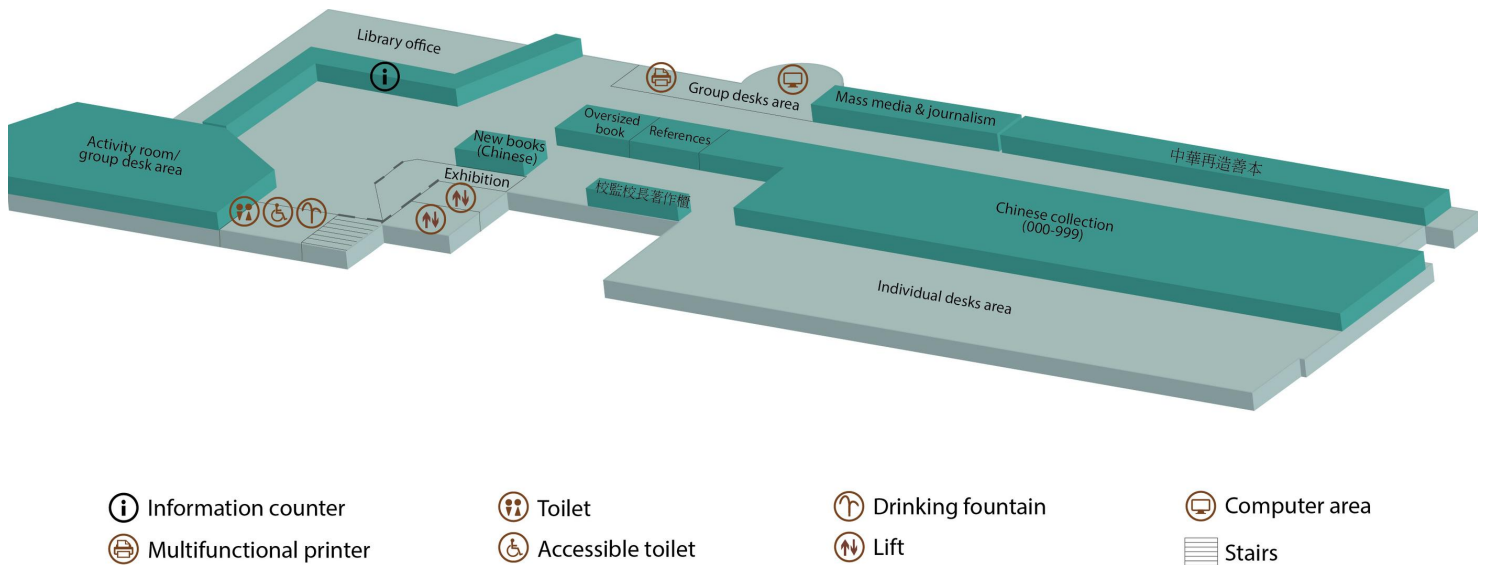 Library office
Group desks area
Mass media & journalism
Oversized
book
References
中華再造善本
Activity room/
group desk area
New books
(Chinese)
Exhibition
校監校長著作櫃
Chinese collection
(000-999)
Individual desks area
Information counter
Toilet
Drinking fountain
Computer area
Multifunctional printer
Accessible toilet
Lift
Stairs